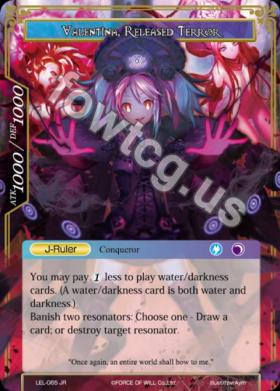 Valentina, Released Terror
ATK 1000 / DEF 1000
fowtcg.us
J-Ruler
Conqueror
You may pay 1 less to play water/darkness
cards. (A water/darkness card is both water and
darkness)
Banish two resonators: Choose one - Draw a
card; or destroy target resonator.
"Once again, an entire world shall bow to me."
LEL-065 JR
©FORCE OF WILL Co.,Ltd.